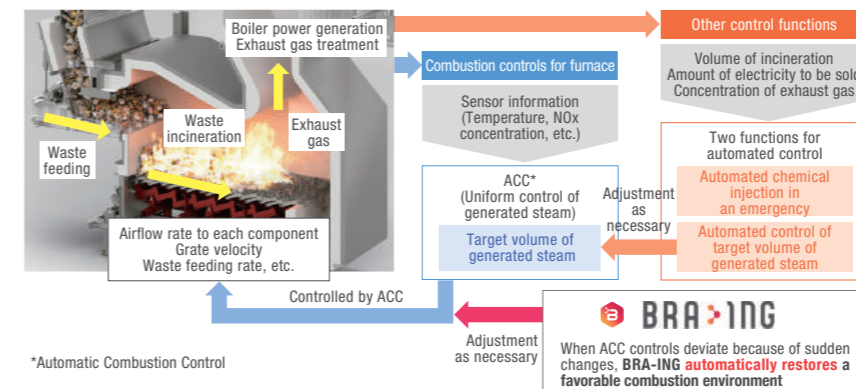 Boiler power generation
Exhaust gas treatment
Waste
incineration
Exhaust
gas
Waste
feeding
Airflow rate to each component
Grate velocity
Waste feeding rate, etc.
Combustion controls for furnace
Sensor information
(Temperature, NOx
concentration, etc.)
ACC*
(Uniform control of
generated steam)
Target volume of
generated steam
Other control functions
Volume of incineration
Amount of electricity to be sold
Concentration of exhaust gas
Two functions for
automated control
Automated chemical
injection in
an emergency
Automated control of
target volume of
generated steam
Adjustment
as
necessary
Controlled by ACC
Adjustment
as necessary
BRA-ING
When ACC controls deviate because of sudden
changes, BRA-ING automatically restores a
favorable combustion environment
*Automatic Combustion Control